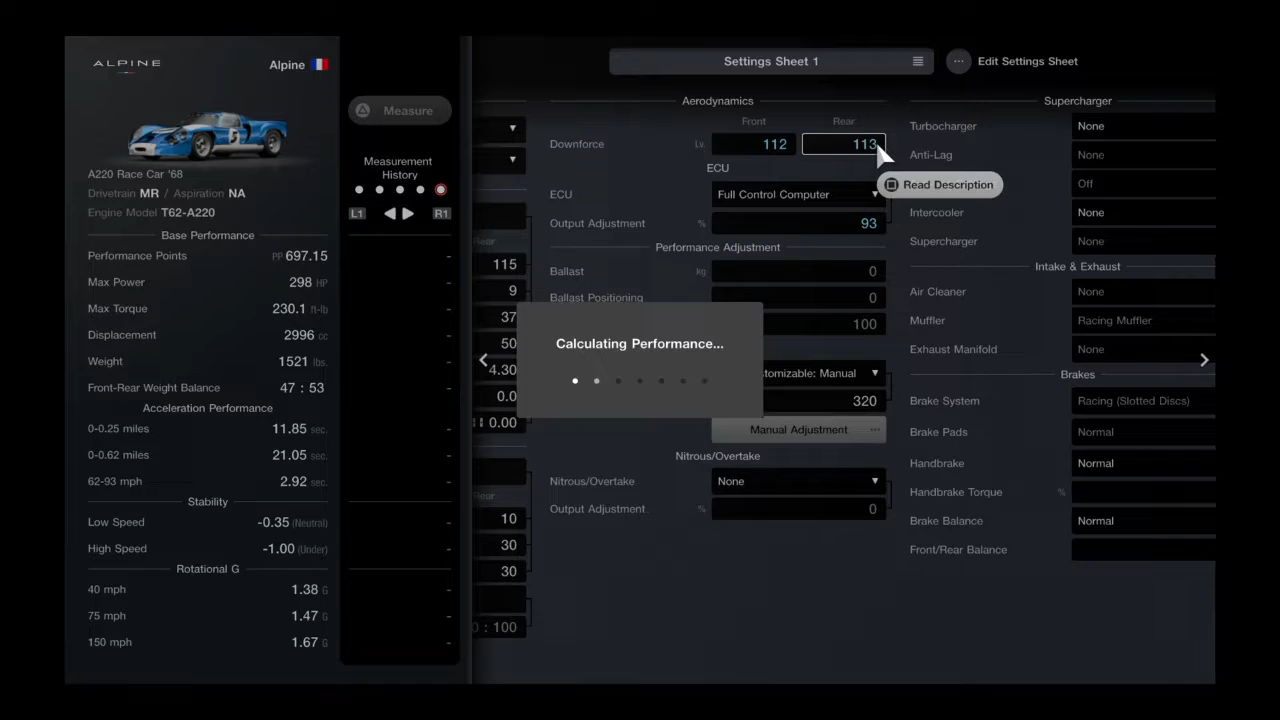 ALPINE
Alpine
A220 Race Car '68
Drivetrain MR / Aspiration NA
Engine Model T62-A220
Base Performance
Performance Points PP 697.15
Max Power 298 HP
Max Torque 230.1 ft-lb
Displacement 2996 cc
Weight 1521 lbs.
Front-Rear Weight Balance 47 : 53
Acceleration Performance
0-0.25 miles 11.85 sec.
0-0.62 miles 21.05 sec.
62-93 mph 2.92 sec.
Stability
Low Speed -0.35 (Neutral)
High Speed -1.00 (Under)
Rotational G
40 mph 1.38 G
75 mph 1.47 G
150 mph 1.67 G
Measure
Measurement
History
L1 R1
-
-
-
-
-
-
-
-
-
-
-
-
-
-
Rear
115
9
37
50
4.30
0.0
0.00
Rear
10
30
30
0 : 100
Settings Sheet 1
Edit Settings Sheet
Aerodynamics
Front Rear
Downforce Lv. 112 113
ECU
ECU Full Control Computer
Output Adjustment % 93
Performance Adjustment
Ballast kg 0
Ballast Positioning 0
100
Calculating Performance...
stomizable: Manual
320
Manual Adjustment
Nitrous/Overtake
Nitrous/Overtake None
Output Adjustment % 0
Read Description
Supercharger
Turbocharger None
Anti-Lag None
Off
Intercooler None
Supercharger None
Intake & Exhaust
Air Cleaner None
Muffler Racing Muffler
Exhaust Manifold None
Brakes
Brake System Racing (Slotted Discs)
Brake Pads Normal
Handbrake Normal
Handbrake Torque %
Brake Balance Normal
Front/Rear Balance